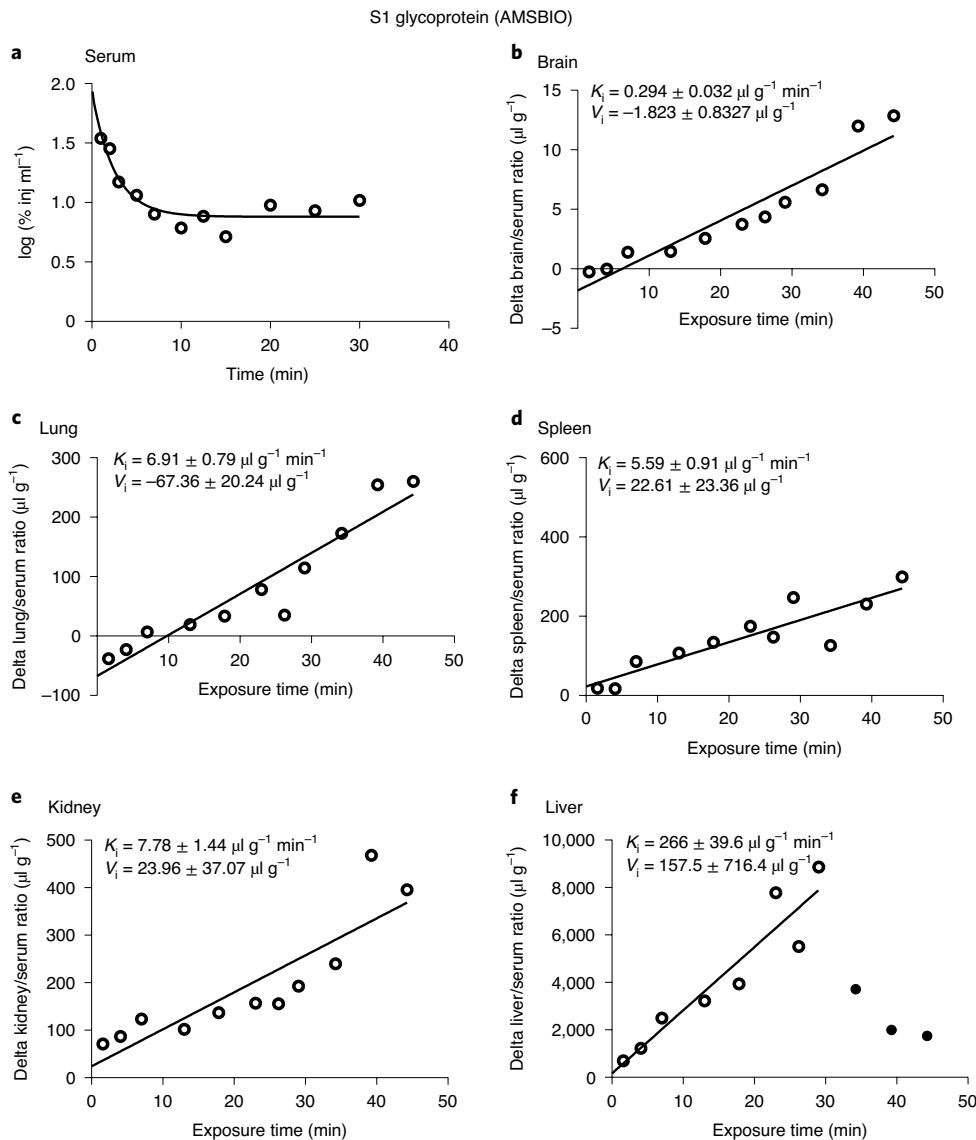 S1 glycoprotein (AMSBIO)
a
Serum
2.0
1.5
1.0
0.5
0
log (% inj ml⁻¹)
0 10 20 30 40
Time (min)
b
Brain
Kᵢ = 0.294 ± 0.032 µl g⁻¹ min⁻¹
Vᵢ = –1.823 ± 0.8327 µl g⁻¹
15
10
5
0
–5
Delta brain/serum ratio (µl g⁻¹)
10 20 30 40 50
Exposure time (min)
c
Lung
Kᵢ = 6.91 ± 0.79 µl g⁻¹ min⁻¹
Vᵢ = –67.36 ± 20.24 µl g⁻¹
300
200
100
0
–100
Delta lung/serum ratio (µl g⁻¹)
10 20 30 40 50
Exposure time (min)
d
Spleen
Kᵢ = 5.59 ± 0.91 µl g⁻¹ min⁻¹
Vᵢ = 22.61 ± 23.36 µl g⁻¹
600
400
200
0
Delta spleen/serum ratio (µl g⁻¹)
0 10 20 30 40 50
Exposure time (min)
e
Kidney
Kᵢ = 7.78 ± 1.44 µl g⁻¹ min⁻¹
Vᵢ = 23.96 ± 37.07 µl g⁻¹
500
400
300
200
100
0
Delta kidney/serum ratio (µl g⁻¹)
0 10 20 30 40 50
Exposure time (min)
f
Liver
Kᵢ = 266 ± 39.6 µl g⁻¹ min⁻¹
Vᵢ = 157.5 ± 716.4 µl g⁻¹
10,000
8,000
6,000
4,000
2,000
0
Delta liver/serum ratio (µl g⁻¹)
0 10 20 30 40 50
Exposure time (min)